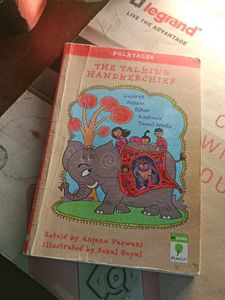 legrand
LIVE THE ADVANTAGE
FOLKTALES
THE TALKING
HANDKERCHIEF
Gujarat
Assam
Bihar
Kashmir
Tamil Nadu
Retold by Anjana Vaswani
Illustrated by Sonal Goyal
MANGO